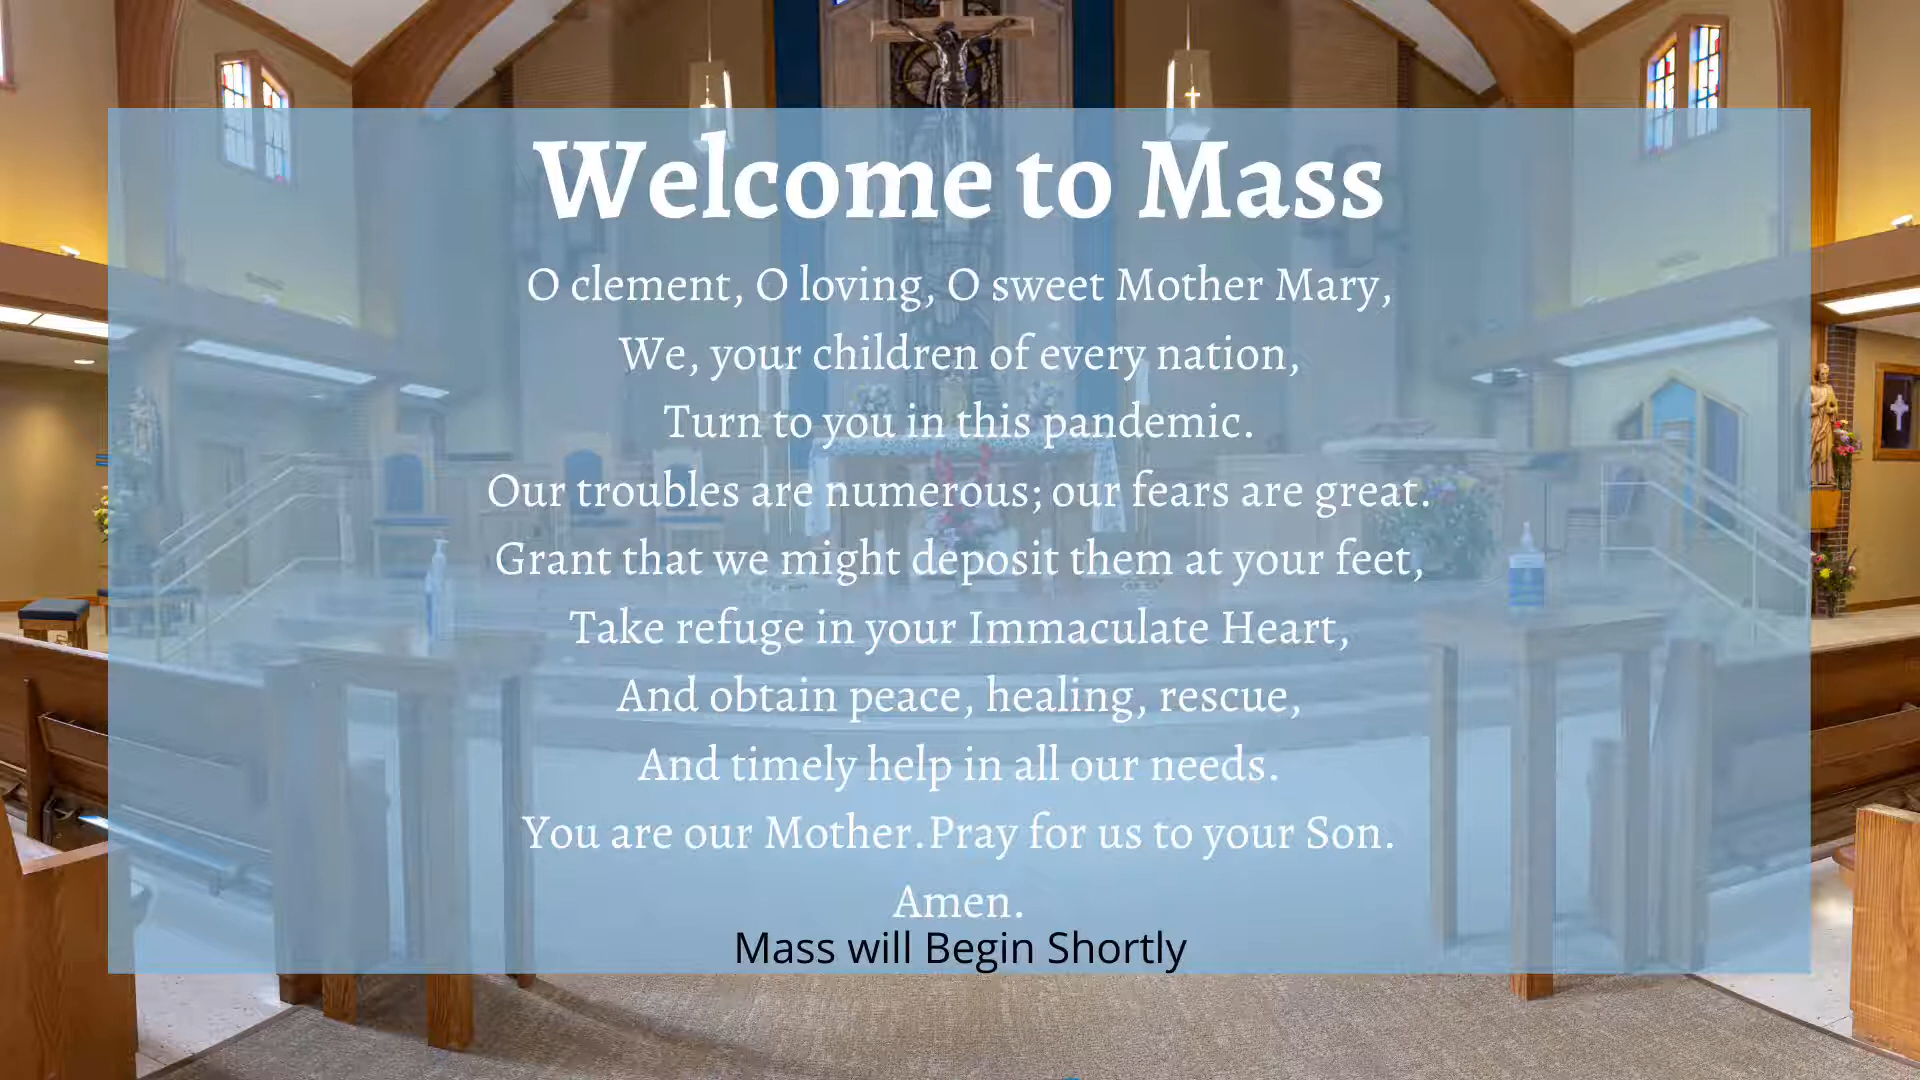 Welcome to Mass
O clement, O loving, O sweet Mother Mary,
We, your children of every nation,
Turn to you in this pandemic.
Our troubles are numerous; our fears are great.
Grant that we might deposit them at your feet,
Take refuge in your Immaculate Heart,
And obtain peace, healing, rescue,
And timely help in all our needs.
You are our Mother.Pray for us to your Son.
Amen.
Mass will Begin Shortly